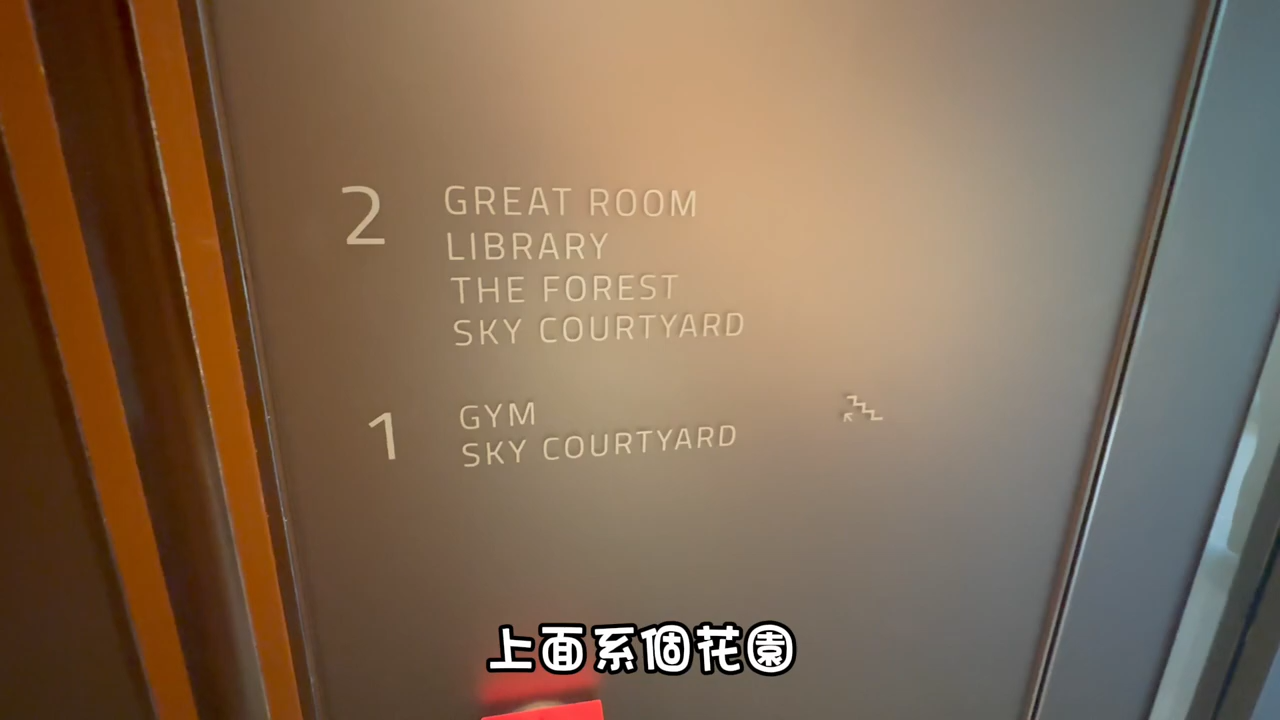 2 GREAT ROOM
LIBRARY
THE FOREST
SKY COURTYARD
1 GYM
SKY COURTYARD
上面系個花園